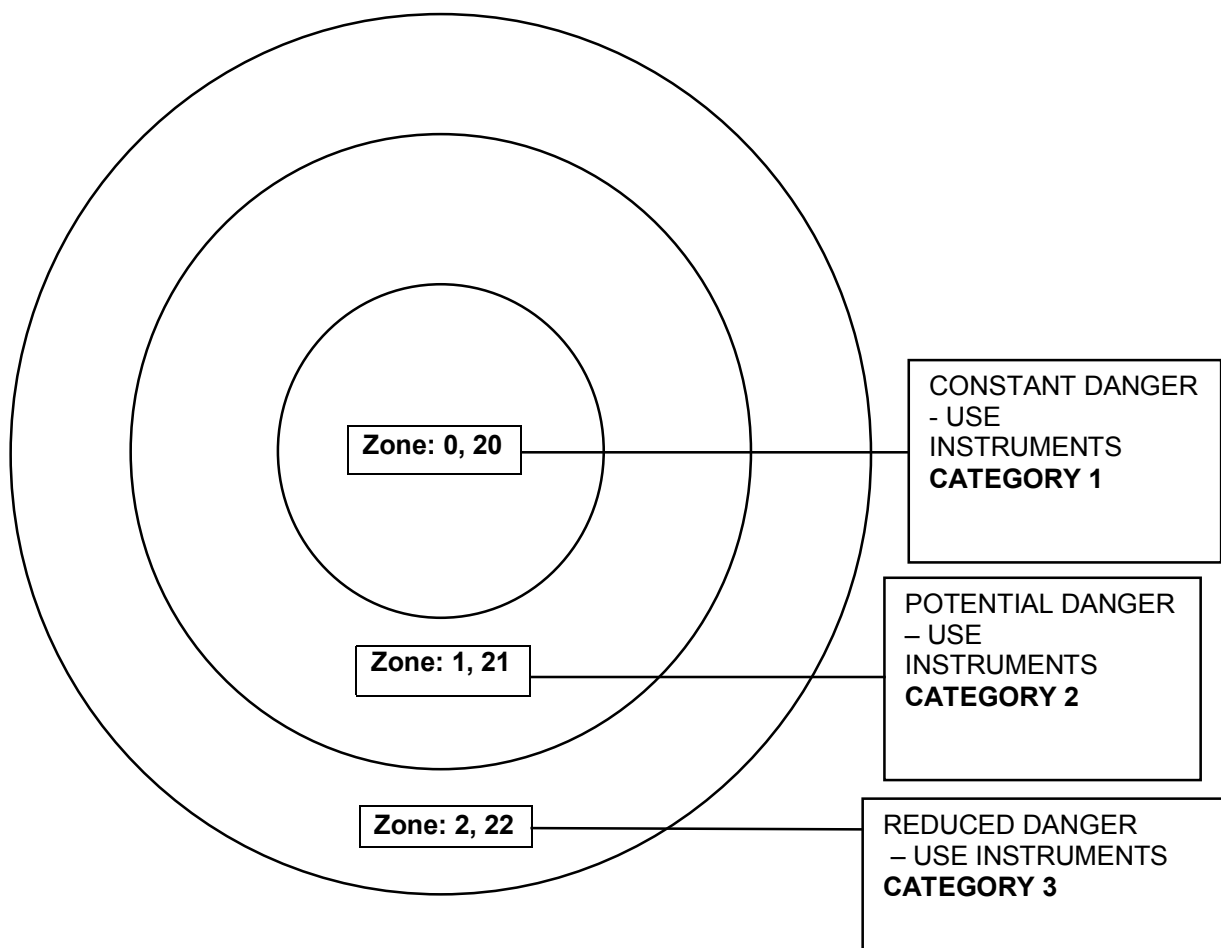 Zone: 0, 20
CONSTANT DANGER
- USE
INSTRUMENTS
CATEGORY 1
Zone: 1, 21
POTENTIAL DANGER
– USE
INSTRUMENTS
CATEGORY 2
Zone: 2, 22
REDUCED DANGER
– USE INSTRUMENTS
CATEGORY 3